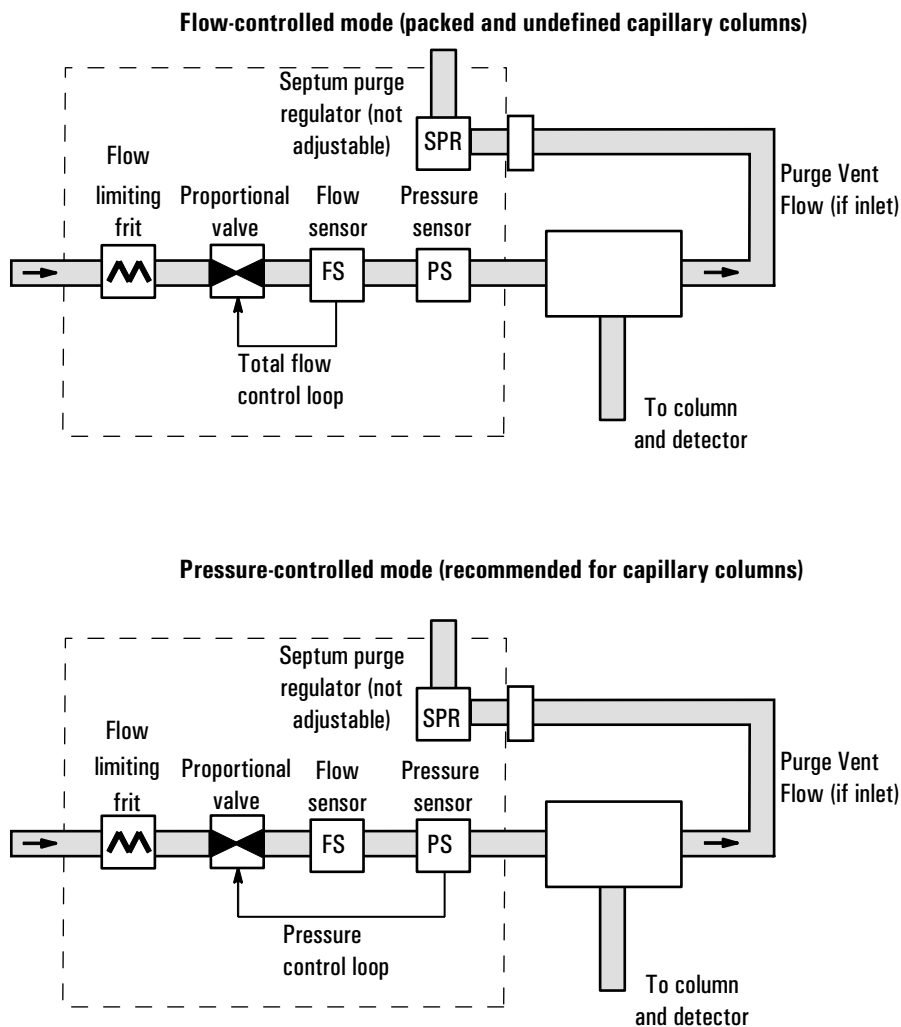 Flow-controlled mode (packed and undefined capillary columns)
Septum purge
regulator (not
adjustable)
SPR
Purge Vent
Flow (if inlet)
Flow
limiting
frit
Proportional
valve
Flow
sensor
Pressure
sensor
FS
PS
Total flow
control loop
To column
and detector
Pressure-controlled mode (recommended for capillary columns)
Septum purge
regulator (not
adjustable)
SPR
Purge Vent
Flow (if inlet)
Flow
limiting
frit
Proportional
valve
Flow
sensor
Pressure
sensor
FS
PS
Pressure
control loop
To column
and detector